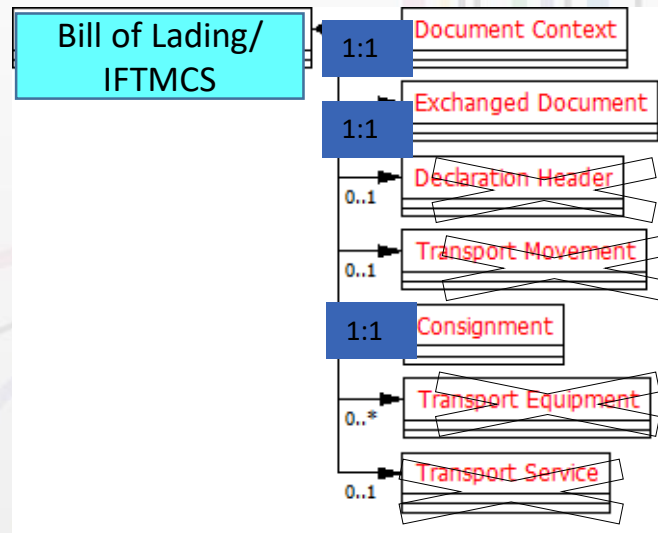 Bill of Lading/
IFTMCS
1:1
Document Context
1:1
Exchanged Document
0..1
Declaration Header
0..1
Transport Movement
1:1
Consignment
0..*
Transport Equipment
0..1
Transport Service